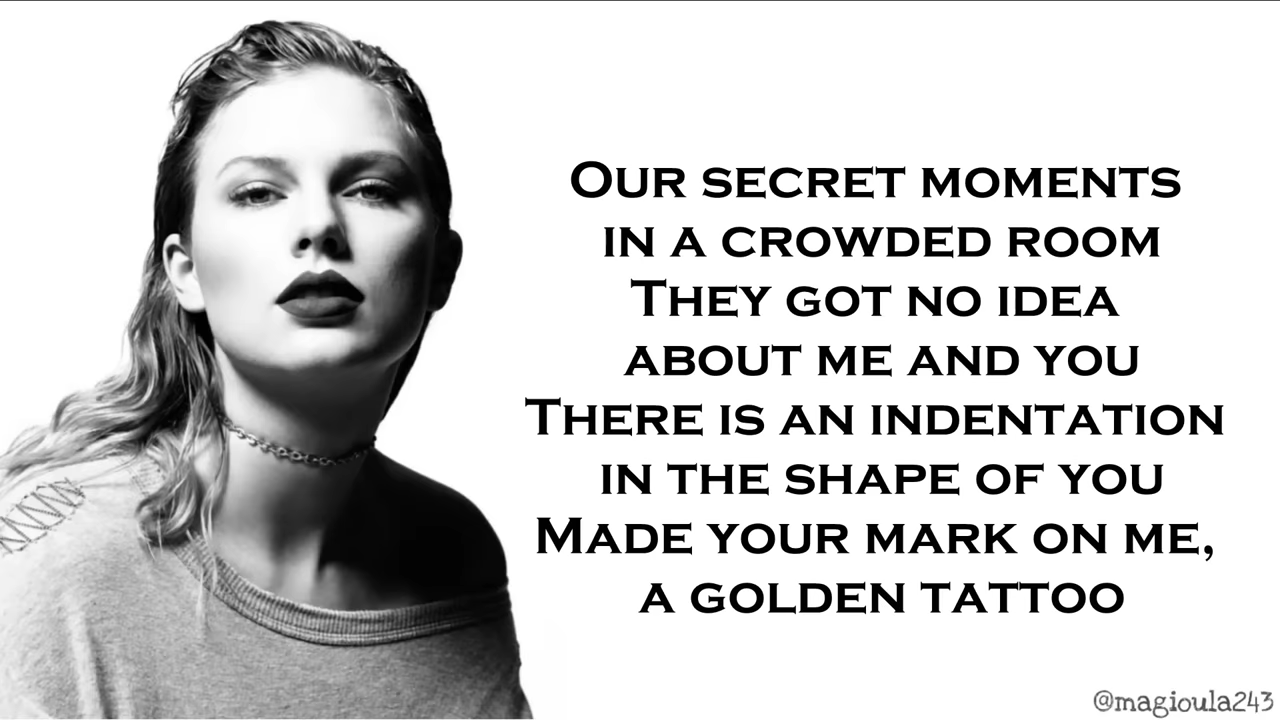 Our secret moments
in a crowded room
They got no idea
about me and you
There is an indentation
in the shape of you
Made your mark on me,
a golden tattoo
@magioula243